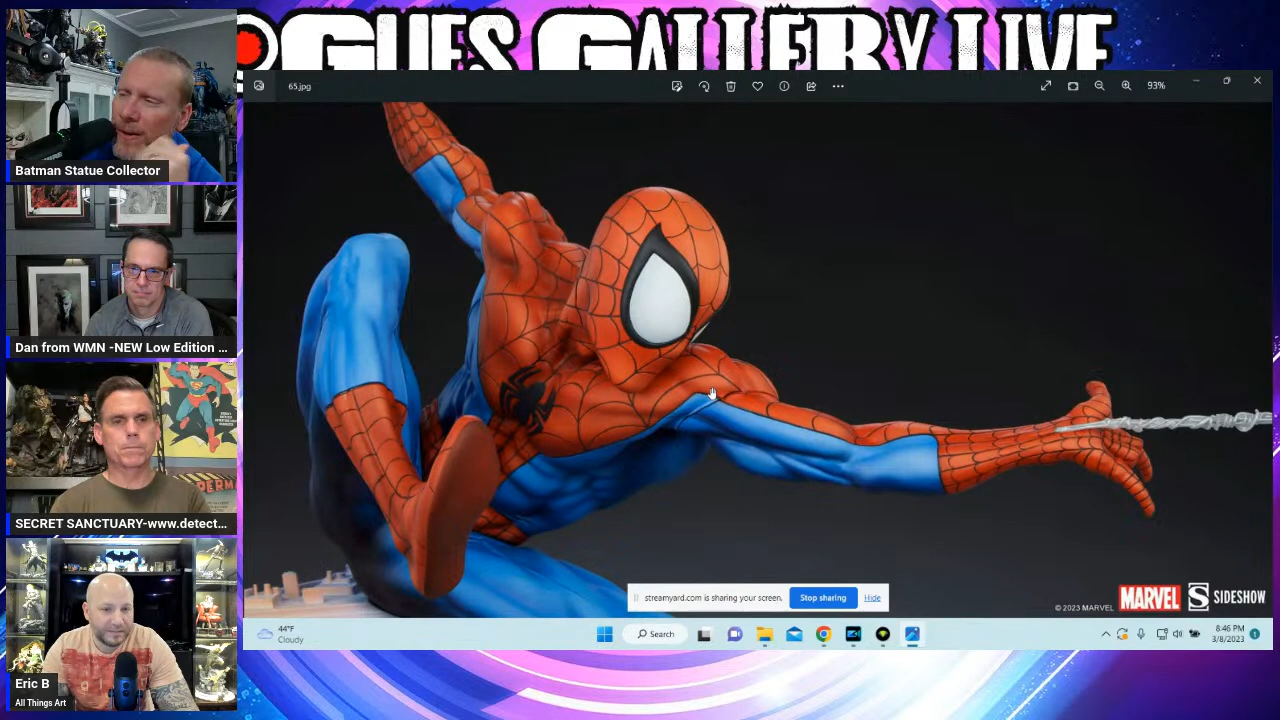 OGUES GALLERY LIVE
65.jpg
93%
Batman Statue Collector
Dan from WMN -NEW Low Edition ...
SECRET SANCTUARY-www.detect...
Eric B
All Things Art
streamyard.com is sharing your screen.
Stop sharing
Hide
© 2023 MARVEL
MARVEL
S SIDESHOW
44°F
Cloudy
Search
8:46 PM
3/8/2023
1